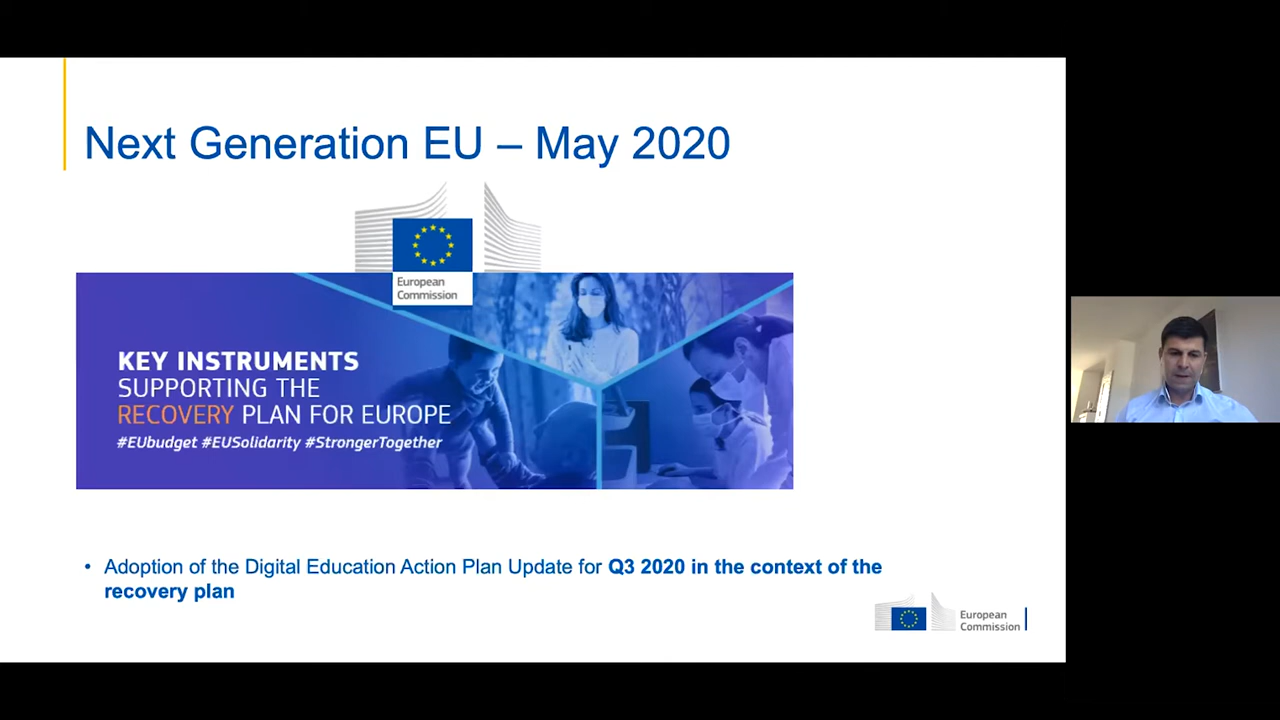 Next Generation EU – May 2020
European
Commission
KEY INSTRUMENTS
SUPPORTING THE
RECOVERY PLAN FOR EUROPE
#EUbudget #EUSolidarity #StrongerTogether
• Adoption of the Digital Education Action Plan Update for Q3 2020 in the context of the
recovery plan
European
Commission